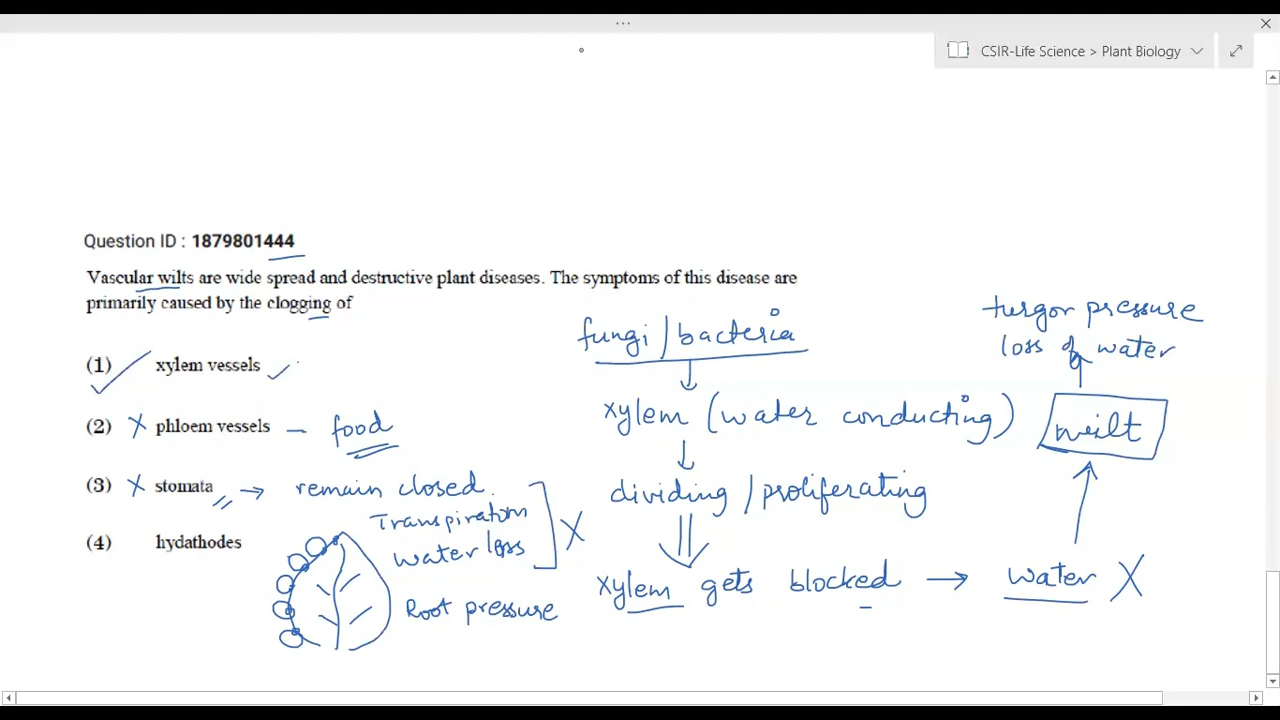 CSIR-Life Science > Plant Biology
Question ID : 1879801444
Vascular wilts are wide spread and destructive plant diseases. The symptoms of this disease are
primarily caused by the clogging of
(1) xylem vessels
(2) X phloem vessels – food
(3) X stomata → remain closed
Transpiration
water loss
X
(4) hydathodes
Root pressure
fungi / bacteria
xylem (water conducting)
dividing / proliferating
xylem gets blocked → water X
wilt
turgor pressure
loss of water